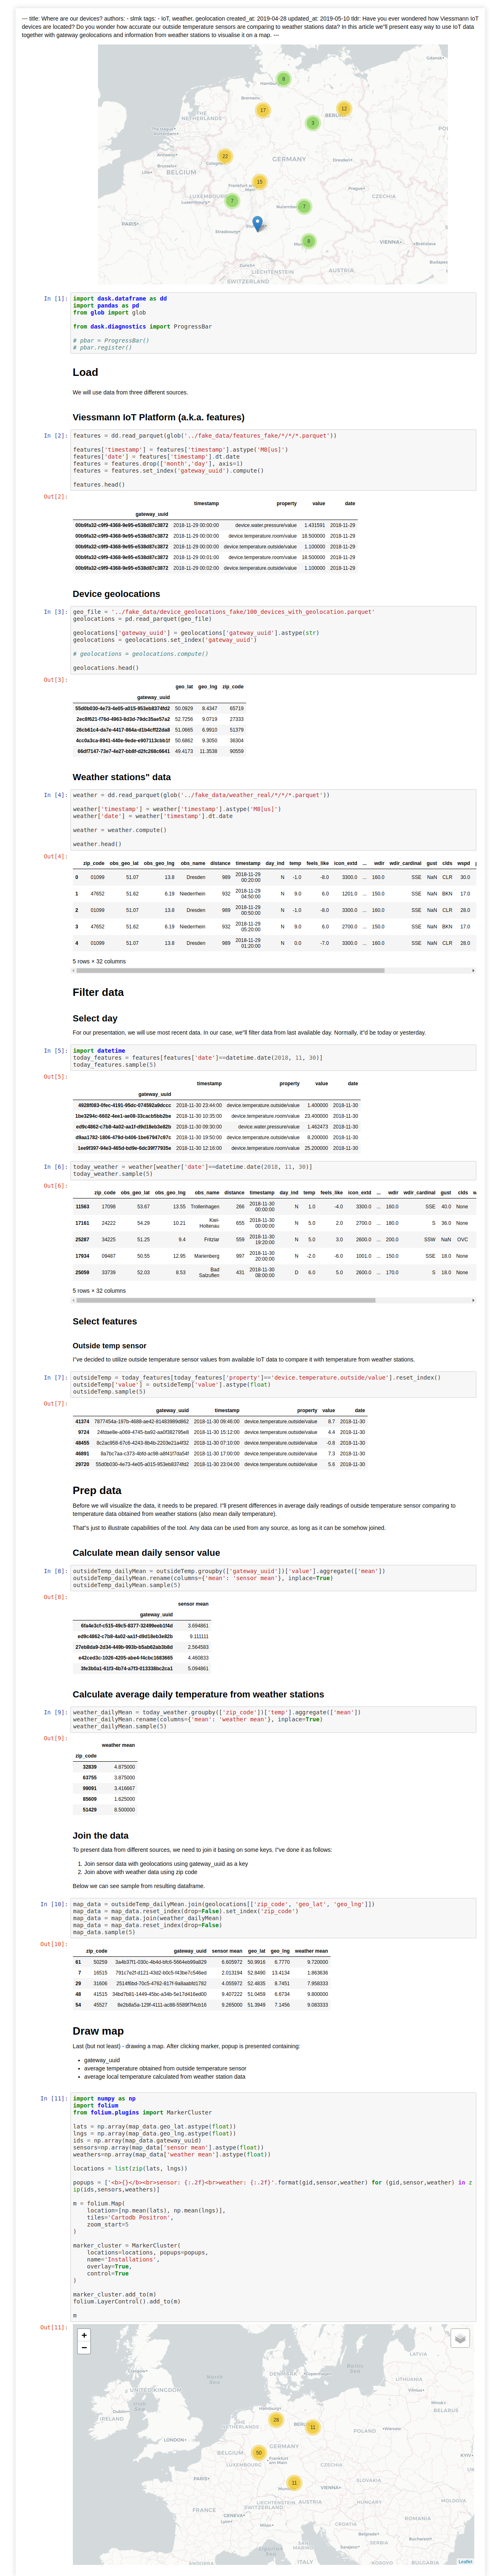 --- title: Where are our devices? authors: - slmk tags: - IoT, weather, geolocation created_at: 2019-04-28 updated_at: 2019-05-10 tldr: Have you ever wondered how Viessmann IoT
devices are located? Do you wonder how accurate our outside temperature sensors are comparing to weather stations data? In this article we"ll present easy way to use IoT data
together with gateway geolocations and information from weather stations to visualise it on a map. ---
In [1]:
import dask.dataframe as dd
import pandas as pd
from glob import glob
from dask.diagnostics import ProgressBar
# pbar = ProgressBar()
# pbar.register()
Load
We will use data from three different sources.
Viessmann IoT Platform (a.k.a. features)
In [2]:
features = dd.read_parquet(glob('../fake_data/features_fake/*/*/*.parquet'))
features['timestamp'] = features['timestamp'].astype('M8[us]')
features['date'] = features['timestamp'].dt.date
features = features.drop(['month','day'], axis=1)
features = features.set_index('gateway_uuid').compute()
features.head()
Out[2]:
timestamp property value date
gateway_uuid
00b9fa32-c9f9-4368-9e95-e538d87c3872 2018-11-29 00:00:00 device.water.pressure/value 1.431591 2018-11-29
00b9fa32-c9f9-4368-9e95-e538d87c3872 2018-11-29 00:00:00 device.temperature.room/value 18.500000 2018-11-29
00b9fa32-c9f9-4368-9e95-e538d87c3872 2018-11-29 00:00:00 device.temperature.outside/value 1.100000 2018-11-29
00b9fa32-c9f9-4368-9e95-e538d87c3872 2018-11-29 00:01:00 device.temperature.room/value 18.500000 2018-11-29
00b9fa32-c9f9-4368-9e95-e538d87c3872 2018-11-29 00:02:00 device.temperature.outside/value 1.100000 2018-11-29
Device geolocations
In [3]:
geo_file = '../fake_data/device_geolocations_fake/100_devices_with_geolocation.parquet'
geolocations = pd.read_parquet(geo_file)
geolocations['gateway_uuid'] = geolocations['gateway_uuid'].astype(str)
geolocations = geolocations.set_index('gateway_uuid')
# geolocations = geolocations.compute()
geolocations.head()
Out[3]:
geo_lat geo_lng zip_code
gateway_uuid
55d0b030-4e73-4e05-a015-953eb8374fd2 50.0929 8.4347 65719
2ec8f621-f76d-4963-8d3d-79dc35ae57a2 52.7256 9.0719 27333
26cb61c4-da7e-4417-864a-d1b4cff22da8 51.0665 6.9910 51379
4cc0a3ca-8941-440e-9ede-e907113cbb1f 50.6862 9.3050 36304
66df7147-73e7-4e27-bb8f-d2fc268c6641 49.4173 11.3538 90559
Weather stations" data
In [4]:
weather = dd.read_parquet(glob('../fake_data/weather_real/*/*/*.parquet'))
weather['timestamp'] = weather['timestamp'].astype('M8[us]')
weather['date'] = weather['timestamp'].dt.date
weather = weather.compute()
weather.head()
Out[4]:
zip_code obs_geo_lat obs_geo_lng obs_name distance timestamp day_ind temp feels_like icon_extd ... wdir wdir_cardinal gust clds wspd
0 01099 51.07 13.8 Dresden 989 2018-11-29 00:20:00 N -1.0 -8.0 3300.0 ... 160.0 SSE NaN CLR 30.0
1 47652 51.62 6.19 Niederrhein 932 2018-11-29 04:50:00 N 9.0 6.0 1201.0 ... 150.0 SSE NaN BKN 17.0
2 01099 51.07 13.8 Dresden 989 2018-11-29 00:50:00 N -1.0 -8.0 3300.0 ... 160.0 SSE NaN CLR 28.0
3 47652 51.62 6.19 Niederrhein 932 2018-11-29 05:20:00 N 9.0 6.0 2700.0 ... 150.0 SSE NaN BKN 17.0
4 01099 51.07 13.8 Dresden 989 2018-11-29 01:20:00 N 0.0 -7.0 3300.0 ... 160.0 SSE NaN CLR 28.0
5 rows × 32 columns
Filter data
Select day
For our presentation, we will use most recent data. In our case, we"ll filter data from last available day. Normally, it"d be today or yesterday.
In [5]:
import datetime
today_features = features[features['date']==datetime.date(2018, 11, 30)]
today_features.sample(5)
Out[5]:
timestamp property value date
gateway_uuid
4928f083-0fec-4191-95dc-074592a9dccc 2018-11-30 23:44:00 device.temperature.outside/value 1.400000 2018-11-30
1be3294c-6602-4ee1-ae08-33cacb5bb2be 2018-11-30 10:35:00 device.temperature.room/value 23.400000 2018-11-30
ed9c4862-c7b8-4a02-aa1f-d9d18eb3e82b 2018-11-30 09:30:00 device.water.pressure/value 1.462473 2018-11-30
d9aa1782-1806-479d-b406-1be67947c97c 2018-11-30 19:50:00 device.temperature.outside/value 8.200000 2018-11-30
1ee9f397-94e3-465d-bd9e-6dc39f77935e 2018-11-30 12:16:00 device.temperature.room/value 25.200000 2018-11-30
In [6]:
today_weather = weather[weather['date']==datetime.date(2018, 11, 30)]
today_weather.sample(5)
Out[6]:
zip_code obs_geo_lat obs_geo_lng obs_name distance timestamp day_ind temp feels_like icon_extd ... wdir wdir_cardinal gust clds
11563 17098 53.67 13.55 Trollenhagen 266 2018-11-30 00:00:00 N 1.0 -4.0 3300.0 ... 160.0 SSE 40.0 None
17161 24222 54.29 10.21 Kiel-Holtenau 655 2018-11-30 00:00:00 N 5.0 2.0 2700.0 ... 180.0 S 36.0 None
25287 34225 51.25 9.4 Fritzlar 559 2018-11-30 19:20:00 N 5.0 3.0 2600.0 ... 200.0 SSW NaN OVC
17934 09487 50.55 12.95 Marienberg 997 2018-11-30 20:00:00 N -2.0 -6.0 1001.0 ... 150.0 SSE 18.0 None
25059 33739 52.03 8.53 Bad Salzuflen 431 2018-11-30 08:00:00 D 6.0 5.0 2600.0 ... 170.0 S 18.0 None
5 rows × 32 columns
Select features
Outside temp sensor
I"ve decided to utilize outside temperature sensor values from available IoT data to compare it with temperature from weather stations.
In [7]:
outsideTemp = today_features[today_features['property']=='device.temperature.outside/value'].reset_index()
outsideTemp['value'] = outsideTemp['value'].astype(float)
outsideTemp.sample(5)
Out[7]:
gateway_uuid timestamp property value date
41374 7877454a-197b-4688-ae42-81483989d862 2018-11-30 09:46:00 device.temperature.outside/value 8.7 2018-11-30
9724 24fdae8e-a069-4745-ba92-aa0f382795e8 2018-11-30 15:12:00 device.temperature.outside/value 4.4 2018-11-30
48455 8c2ac958-67c6-4243-8b4b-2203e21a4f32 2018-11-30 07:10:00 device.temperature.outside/value -0.8 2018-11-30
46891 8a7bc7aa-c373-4bfd-ac98-a8f41f7da54f 2018-11-30 17:00:00 device.temperature.outside/value 7.3 2018-11-30
29720 55d0b030-4e73-4e05-a015-953eb8374fd2 2018-11-30 23:04:00 device.temperature.outside/value 5.6 2018-11-30
Prep data
Before we will visualize the data, it needs to be prepared. I"ll present differences in average daily readings of outside temperature sensor comparing to
temperature data obtained from weather stations (also mean daily temperature).
That"s just to illustrate capabilities of the tool. Any data can be used from any source, as long as it can be somehow joined.
Calculate mean daily sensor value
In [8]:
outsideTemp_dailyMean = outsideTemp.groupby(['gateway_uuid'])['value'].aggregate(['mean'])
outsideTemp_dailyMean.rename(columns={'mean': 'sensor mean'}, inplace=True)
outsideTemp_dailyMean.sample(5)
Out[8]:
sensor mean
gateway_uuid
6fa4e3cf-c515-49c5-8377-32499eeb1f4d 3.694861
ed9c4862-c7b8-4a02-aa1f-d9d18eb3e82b 9.111111
27eb8da9-2d34-449b-993b-b5ab62ab3b8d 2.564583
e42ced3c-1026-4205-abe4-f4cbc1683665 4.460833
3fe3b0a1-61f3-4b74-a7f3-013338bc2ca1 5.094861
Calculate average daily temperature from weather stations
In [9]:
weather_dailyMean = today_weather.groupby(['zip_code'])['temp'].aggregate(['mean'])
weather_dailyMean.rename(columns={'mean': 'weather mean'}, inplace=True)
weather_dailyMean.sample(5)
Out[9]:
weather mean
zip_code
32839 4.875000
63755 3.875000
99091 3.416667
85609 1.625000
51429 8.500000
Join the data
To present data from different sources, we need to join it basing on some keys. I"ve done it as follows:
1. Join sensor data with geolocations using gateway_uuid as a key
2. Join above with weather data using zip code
Below we can see sample from resulting dataframe.
In [10]:
map_data = outsideTemp_dailyMean.join(geolocations[['zip_code', 'geo_lat', 'geo_lng']])
map_data = map_data.reset_index(drop=False).set_index('zip_code')
map_data = map_data.join(weather_dailyMean)
map_data = map_data.reset_index(drop=False)
map_data.sample(5)
Out[10]:
zip_code gateway_uuid sensor mean geo_lat geo_lng weather mean
61 50259 3a4b37f1-030c-4b4d-bfc6-5664eb99a829 6.605972 50.9916 6.7770 9.720000
7 16515 791c7e2f-d121-43d2-b0c5-f43be7c546ed 2.013194 52.8480 13.4134 1.863636
29 31606 2514f6bd-70c5-4762-817f-9a8aabfd1782 4.055972 52.4835 8.7451 7.958333
48 41515 34bd7b81-1449-45bc-a34b-5e17d416ed00 9.407222 51.0459 6.6734 9.800000
54 45527 8e2b8a5a-129f-4111-ac88-5589f7f4cb16 9.265000 51.3949 7.1456 9.083333
Draw map
Last (but not least) - drawing a map. After clicking marker, popup is presented containing:
gateway_uuid
average temperature obtained from outside temperature sensor
average local temperature calculated from weather station data
In [11]:
import numpy as np
import folium
from folium.plugins import MarkerCluster
lats = np.array(map_data.geo_lat.astype(float))
lngs = np.array(map_data.geo_lng.astype(float))
ids = np.array(map_data.gateway_uuid)
sensors=np.array(map_data['sensor mean'].astype(float))
weathers=np.array(map_data['weather mean'].astype(float))
locations = list(zip(lats, lngs))
popups = ['<b>{}</b><br>sensor: {:.2f}<br>weather: {:.2f}'.format(gid,sensor,weather) for (gid,sensor,weather) in z
ip(ids,sensors,weathers)]
m = folium.Map(
location=[np.mean(lats), np.mean(lngs)],
tiles='Cartodb Positron',
zoom_start=5
)
marker_cluster = MarkerCluster(
locations=locations, popups=popups,
name='Installations',
overlay=True,
control=True
)
marker_cluster.add_to(m)
folium.LayerControl().add_to(m)
m
Out[11]:
+
−
UNITED KINGDOM
IRELAND
LONDON
BELGIUM
GERMANY
POLAND
PARIS
FRANCE
AUSTRIA
ROMANIA
28
11
50
11
Leaflet